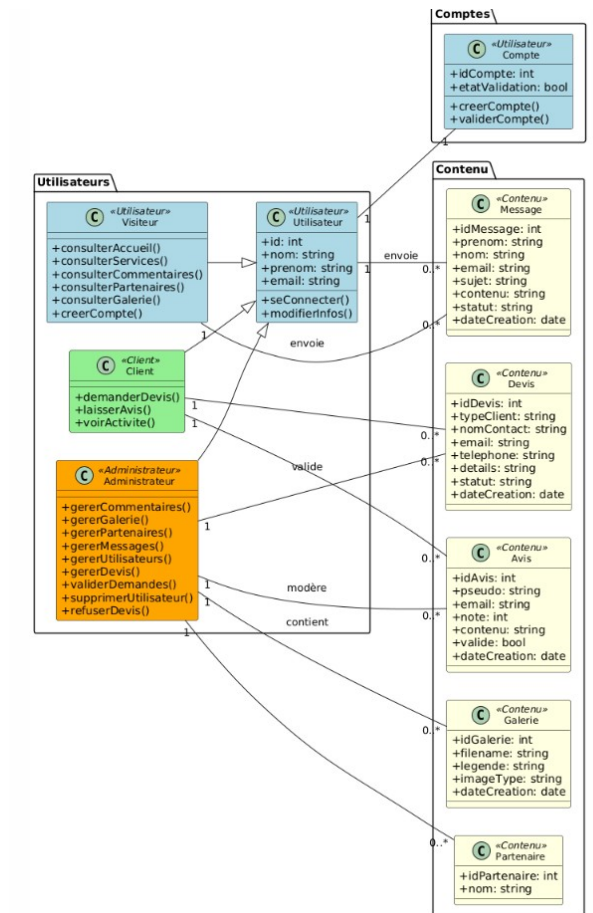 Comptes
C «Utilisateur»
Compte
+idCompte: int
+etatValidation: bool
+creerCompte()
+validerCompte()
1
Utilisateurs
C «Utilisateur»
Visiteur
+consulterAccueil()
+consulterServices()
+consulterCommentaires()
+consulterPartenaires()
+consulterGalerie()
+creerCompte()
C «Utilisateur»
Utilisateur
+id: int
+nom: string
+prenom: string
+email: string
+seConnecter()
+modifierInfos()
1
1
envoie
0..*
1
envoie
0..*
C «Client»
Client
+demanderDevis()
+laisserAvis()
+voirActivite()
1
1
0..*
0..*
valide
0..*
C «Administrateur»
Administrateur
+gererCommentaires()
+gererGalerie()
+gererPartenaires()
+gererMessages()
+gererUtilisateurs()
+gererDevis()
+validerDemandes()
+supprimerUtilisateur()
+refuserDevis()
1
1
1
1
modère
0..*
contient
0..*
0..*
Contenu
C «Contenu»
Message
+idMessage: int
+prenom: string
+nom: string
+email: string
+sujet: string
+contenu: string
+statut: string
+dateCreation: date
C «Contenu»
Devis
+idDevis: int
+typeClient: string
+nomContact: string
+email: string
+telephone: string
+details: string
+statut: string
+dateCreation: date
C «Contenu»
Avis
+idAvis: int
+pseudo: string
+email: string
+note: int
+contenu: string
+valide: bool
+dateCreation: date
C «Contenu»
Galerie
+idGalerie: int
+filename: string
+legende: string
+imageType: string
+dateCreation: date
C «Contenu»
Partenaire
+idPartenaire: int
+nom: string